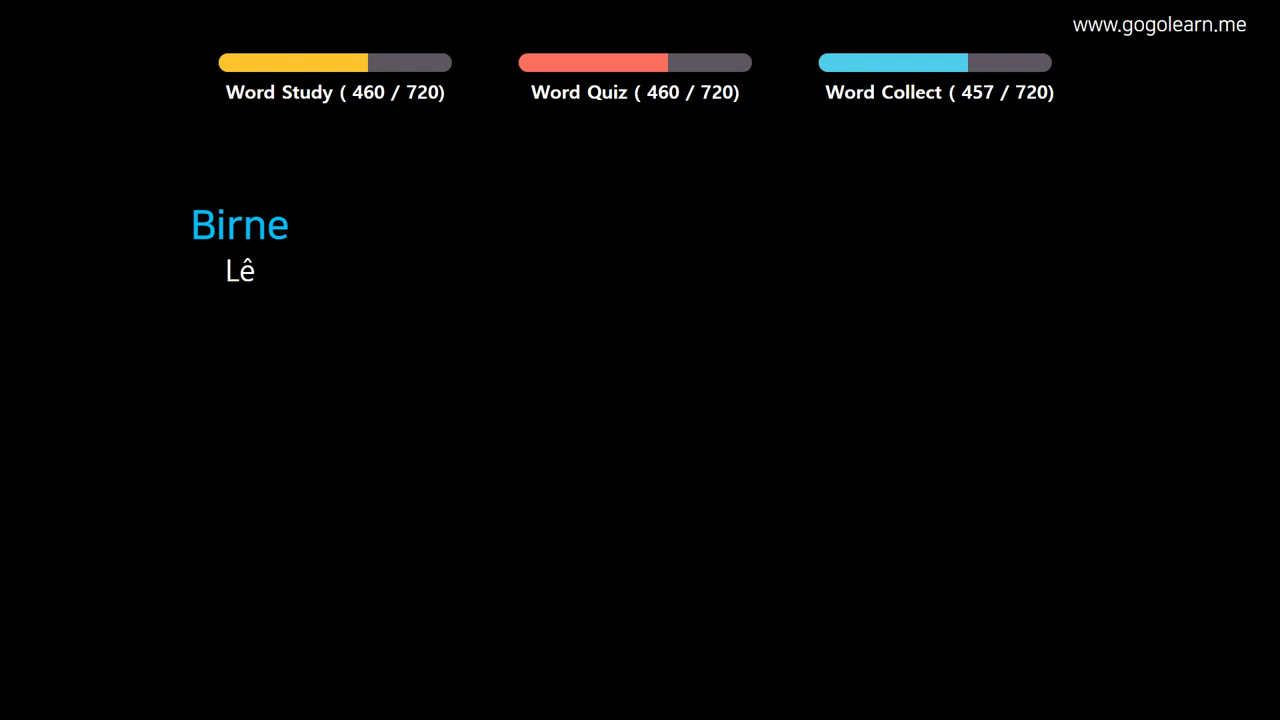 www.gogolearn.me
Word Study ( 460 / 720)
Word Quiz ( 460 / 720)
Word Collect ( 457 / 720)
Birne
Lê